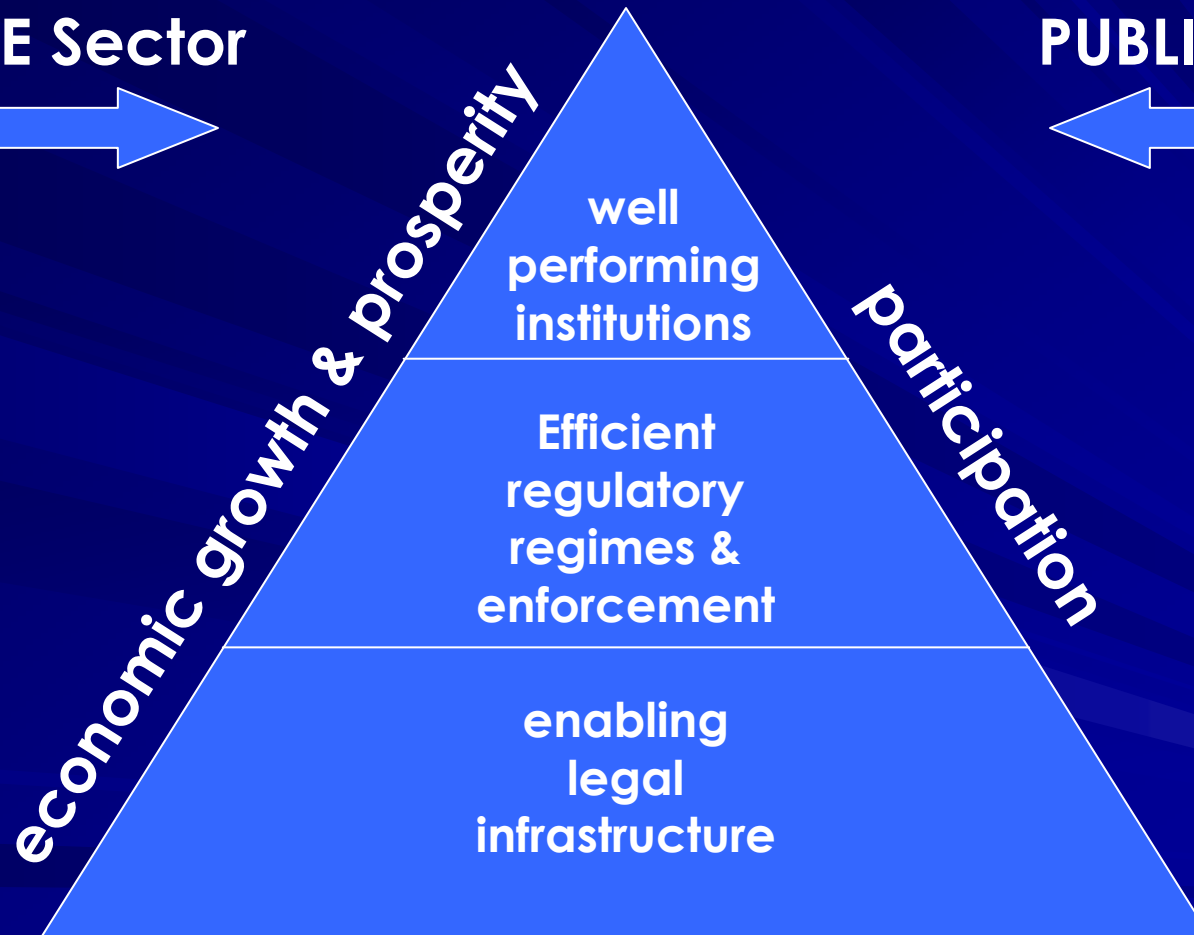 E Sector
PUBLI
economic growth & prosperity
participation
well
performing
institutions
Efficient
regulatory
regimes &
enforcement
enabling
legal
infrastructure